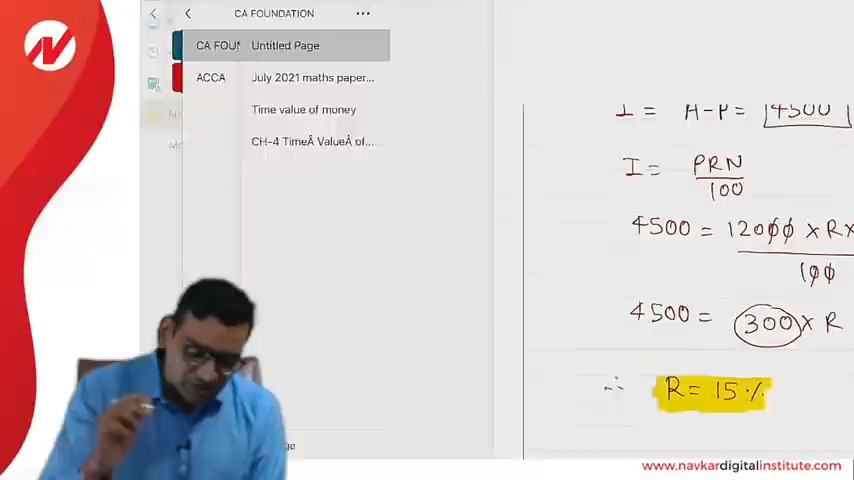 CA FOUNDATION
CA FOUN
Untitled Page
ACCA
July 2021 maths paper...
Time value of money
CH-4 TimeÂ ValueÂ of.....
I = A-P = 4500
I = PRN
100
4500 = 12000 x R x
100
4500 = 300 x R
∴ R = 15 %
www.navkardigitalinstitute.com